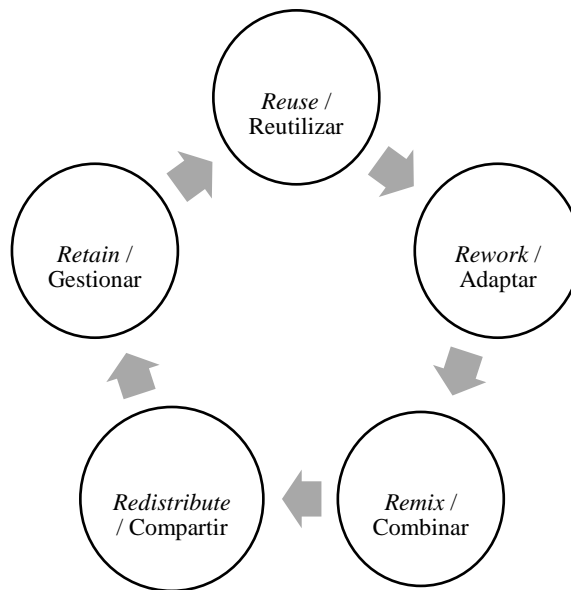 Reuse /
Reutilizar
Rework /
Adaptar
Remix /
Combinar
Redistribute
/ Compartir
Retain /
Gestionar